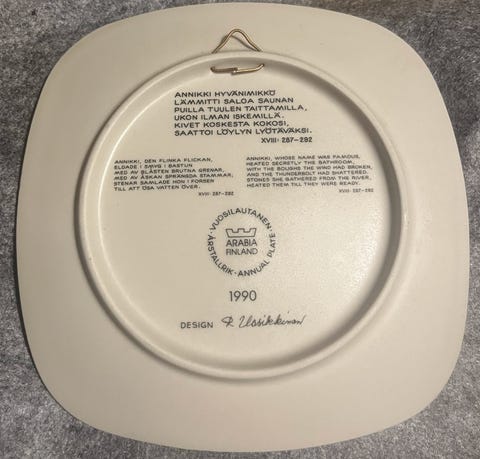 ANNIKKI HYVÄNIMIKKÖ
LÄMMITTI SALOA SAUNAN
PUILLA TUULEN TAITTAMILLA,
UKON ILMAN ISKEMILLÄ.
KIVET KOSKESTA KOKOSI,
SAATTOI LÖYLYN LYÖTÄVÄKSI.
XVIII: 287-292
ANNIKKI, DEN FLINKA FLICKAN,
ELDADE I SMYG I BASTUN
MED AV BLÅSTEN BRUTNA GRENAR,
MED AV ÅSKAN SPRÄNGDA STAMMAR,
STENAR SAMLADE HON I FORSEN
TILL ATT ÖSA VATTEN ÖVER.
XVIII: 287-292
ANNIKKI, WHOSE NAME WAS FAMOUS,
HEATED SECRETLY THE BATHROOM,
WITH THE BOUGHS THE WIND HAD BROKEN,
AND THE THUNDERBOLT HAD SHATTERED.
STONES SHE GATHERED FROM THE RIVER,
HEATED THEM TILL THEY WERE READY.
XVIII: 287-292
VUOSILAUTANEN·
ÅRSTALLRIK·ANNUAL PLATE·
ARABIA
FINLAND
1990
DESIGN R. Uosikkinen